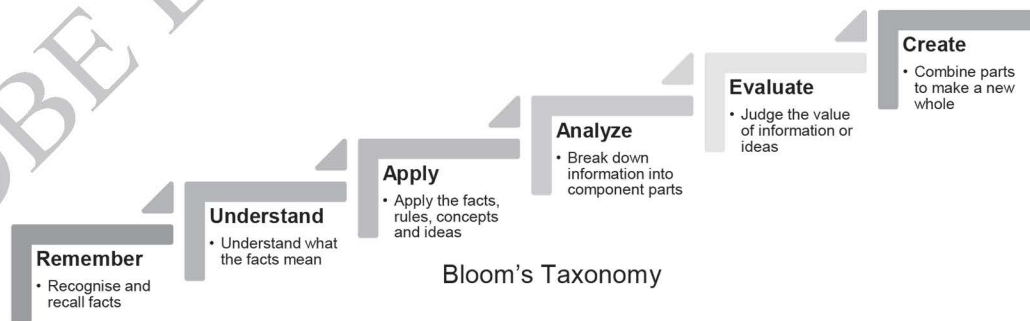 Create
• Combine parts
to make a new
whole
Evaluate
• Judge the value
of information or
ideas
Analyze
• Break down
information into
component parts
Apply
• Apply the facts,
rules, concepts
and ideas
Understand
• Understand what
the facts mean
Remember
• Recognise and
recall facts
Bloom's Taxonomy